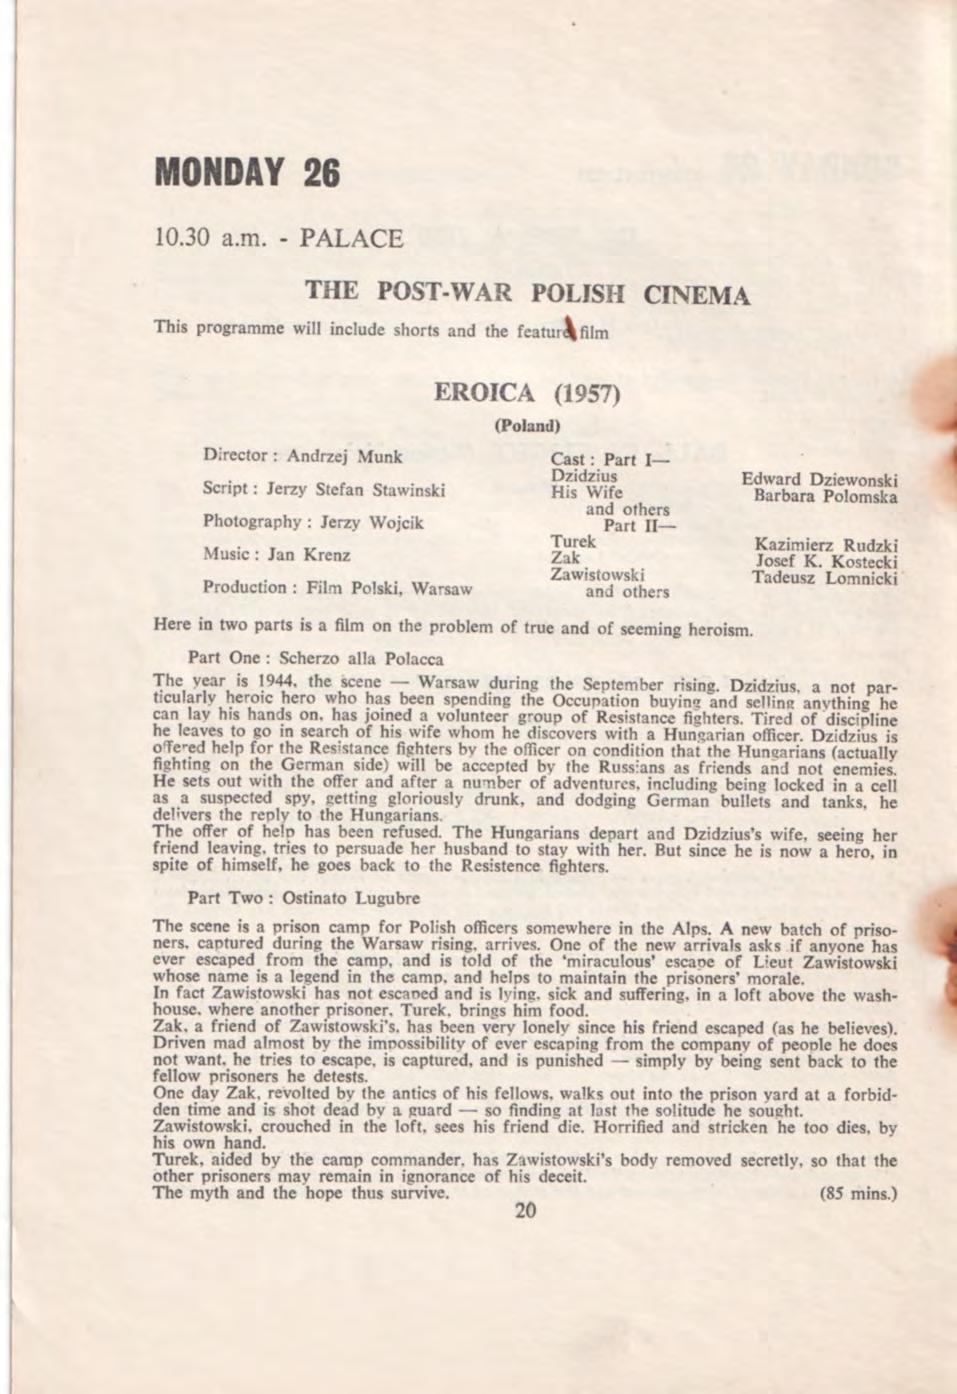 MONDAY 26
10.30 a.m. - PALACE
THE POST-WAR POLISH CINEMA
This programme will include shorts and the feature film
EROICA (1957)
(Poland)
Director : Andrzej Munk
Script : Jerzy Stefan Stawinski
Photography : Jerzy Wojcik
Music : Jan Krenz
Production : Film Polski, Warsaw
Cast : Part I—
Dzidzius Edward Dziewonski
His Wife Barbara Polomska
and others
Part II—
Turek Kazimierz Rudzki
Zak Josef K. Kostecki
Zawistowski Tadeusz Lomnicki
and others
Here in two parts is a film on the problem of true and of seeming heroism.
Part One : Scherzo alla Polacca
The year is 1944, the scene — Warsaw during the September rising. Dzidzius, a not par-
ticularly heroic hero who has been spending the Occupation buying and selling anything he
can lay his hands on, has joined a volunteer group of Resistance fighters. Tired of discipline
he leaves to go in search of his wife whom he discovers with a Hungarian officer. Dzidzius is
offered help for the Resistance fighters by the officer on condition that the Hungarians (actually
fighting on the German side) will be accepted by the Russians as friends and not enemies.
He sets out with the offer and after a number of adventures, including being locked in a cell
as a suspected spy, getting gloriously drunk, and dodging German bullets and tanks, he
delivers the reply to the Hungarians.
The offer of help has been refused. The Hungarians depart and Dzidzius's wife, seeing her
friend leaving, tries to persuade her husband to stay with her. But since he is now a hero, in
spite of himself, he goes back to the Resistence fighters.
Part Two : Ostinato Lugubre
The scene is a prison camp for Polish officers somewhere in the Alps. A new batch of priso-
ners, captured during the Warsaw rising, arrives. One of the new arrivals asks if anyone has
ever escaped from the camp, and is told of the 'miraculous' escape of Lieut Zawistowski
whose name is a legend in the camp, and helps to maintain the prisoners' morale.
In fact Zawistowski has not escaped and is lying, sick and suffering, in a loft above the wash-
house, where another prisoner, Turek, brings him food.
Zak, a friend of Zawistowski's, has been very lonely since his friend escaped (as he believes).
Driven mad almost by the impossibility of ever escaping from the company of people he does
not want, he tries to escape, is captured, and is punished — simply by being sent back to the
fellow prisoners he detests.
One day Zak, revolted by the antics of his fellows, walks out into the prison yard at a forbid-
den time and is shot dead by a guard — so finding at last the solitude he sought.
Zawistowski, crouched in the loft, sees his friend die. Horrified and stricken he too dies, by
his own hand.
Turek, aided by the camp commander, has Zawistowski's body removed secretly, so that the
other prisoners may remain in ignorance of his deceit.
The myth and the hope thus survive. (85 mins.)
20